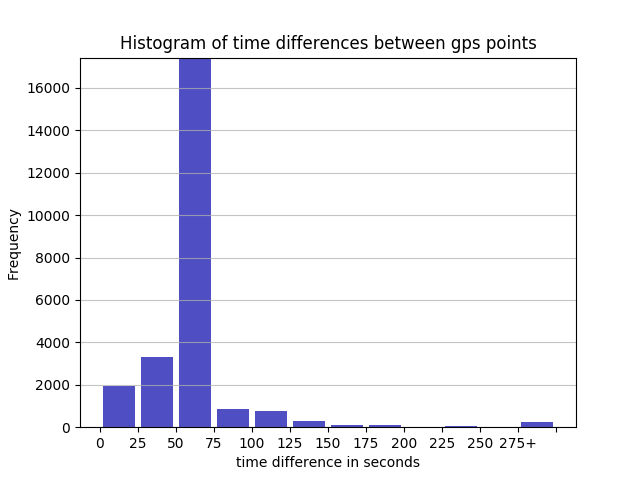 Histogram of time differences between gps points
16000
14000
12000
10000
8000
6000
4000
2000
0
Frequency
0 25 50 75 100 125 150 175 200 225 250 275+
time difference in seconds